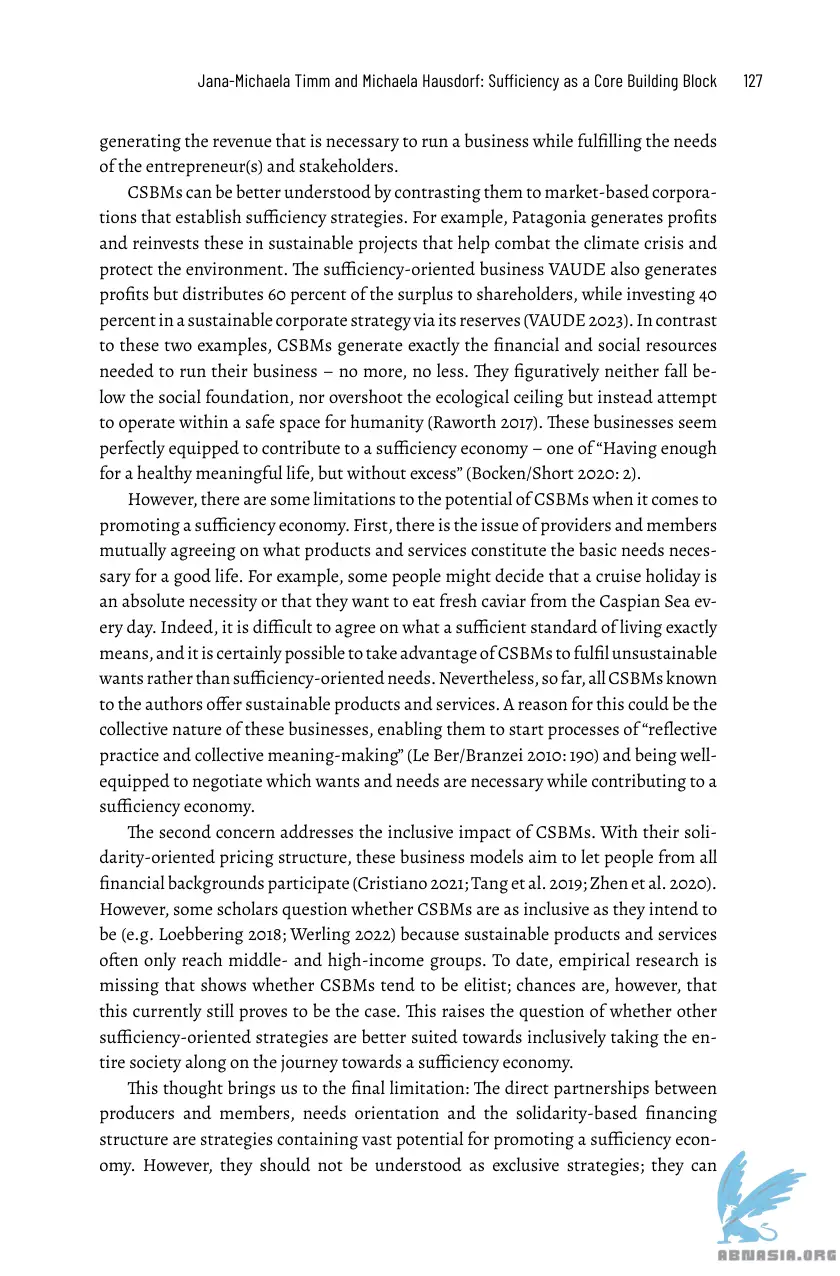 Jana-Michaela Timm and Michaela Hausdorf: Sufficiency as a Core Building Block 127
generating the revenue that is necessary to run a business while fulfilling the needs
of the entrepreneur(s) and stakeholders.
CSBMs can be better understood by contrasting them to market-based corpora-
tions that establish sufficiency strategies. For example, Patagonia generates profits
and reinvests these in sustainable projects that help combat the climate crisis and
protect the environment. The sufficiency-oriented business VAUDE also generates
profits but distributes 60 percent of the surplus to shareholders, while investing 40
percent in a sustainable corporate strategy via its reserves (VAUDE 2023). In contrast
to these two examples, CSBMs generate exactly the financial and social resources
needed to run their business – no more, no less. They figuratively neither fall be-
low the social foundation, nor overshoot the ecological ceiling but instead attempt
to operate within a safe space for humanity (Raworth 2017). These businesses seem
perfectly equipped to contribute to a sufficiency economy – one of “Having enough
for a healthy meaningful life, but without excess” (Bocken/Short 2020: 2).
However, there are some limitations to the potential of CSBMs when it comes to
promoting a sufficiency economy. First, there is the issue of providers and members
mutually agreeing on what products and services constitute the basic needs neces-
sary for a good life. For example, some people might decide that a cruise holiday is
an absolute necessity or that they want to eat fresh caviar from the Caspian Sea ev-
ery day. Indeed, it is difficult to agree on what a sufficient standard of living exactly
means, and it is certainly possible to take advantage of CSBMs to fulfil unsustainable
wants rather than sufficiency-oriented needs. Nevertheless, so far, all CSBMs known
to the authors offer sustainable products and services. A reason for this could be the
collective nature of these businesses, enabling them to start processes of “reflective
practice and collective meaning-making” (Le Ber/Branzei 2010: 190) and being well-
equipped to negotiate which wants and needs are necessary while contributing to a
sufficiency economy.
The second concern addresses the inclusive impact of CSBMs. With their soli-
darity-oriented pricing structure, these business models aim to let people from all
financial backgrounds participate (Cristiano 2021; Tang et al. 2019; Zhen et al. 2020).
However, some scholars question whether CSBMs are as inclusive as they intend to
be (e.g. Loebbering 2018; Werling 2022) because sustainable products and services
often only reach middle- and high-income groups. To date, empirical research is
missing that shows whether CSBMs tend to be elitist; chances are, however, that
this currently still proves to be the case. This raises the question of whether other
sufficiency-oriented strategies are better suited towards inclusively taking the en-
tire society along on the journey towards a sufficiency economy.
This thought brings us to the final limitation: The direct partnerships between
producers and members, needs orientation and the solidarity-based financing
structure are strategies containing vast potential for promoting a sufficiency econ-
omy. However, they should not be understood as exclusive strategies; they can
ABNASIA.ORG